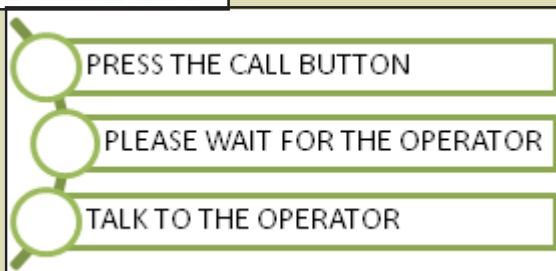 PRESS THE CALL BUTTON
PLEASE WAIT FOR THE OPERATOR
TALK TO THE OPERATOR